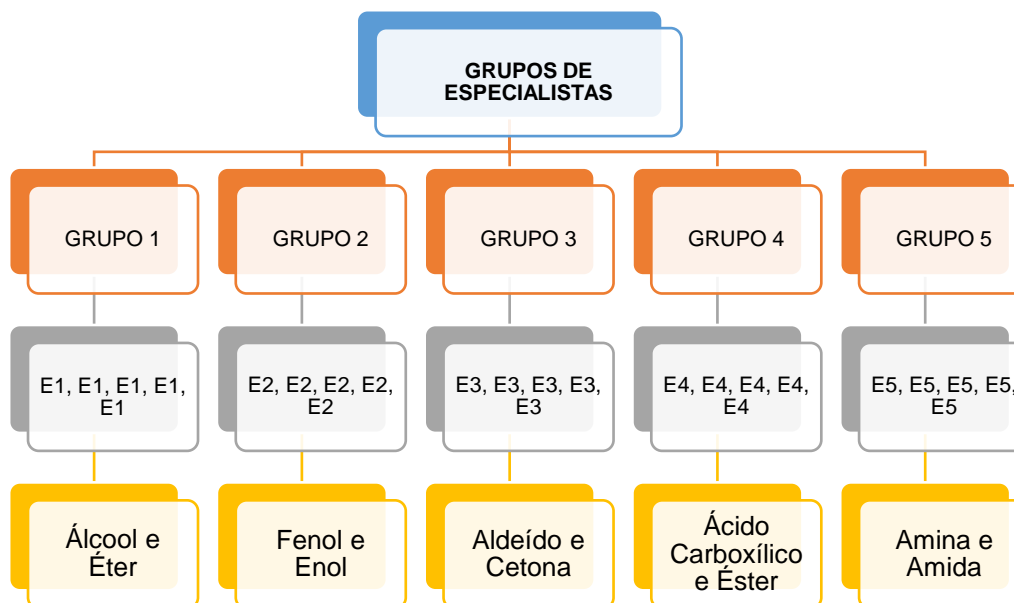 GRUPOS DE
ESPECIALISTAS
GRUPO 1
GRUPO 2
GRUPO 3
GRUPO 4
GRUPO 5
E1, E1, E1, E1,
E1
E2, E2, E2, E2,
E2
E3, E3, E3, E3,
E3
E4, E4, E4, E4,
E4
E5, E5, E5, E5,
E5
Álcool e
Éter
Fenol e
Enol
Aldeído e
Cetona
Ácido
Carboxílico
e Éster
Amina e
Amida